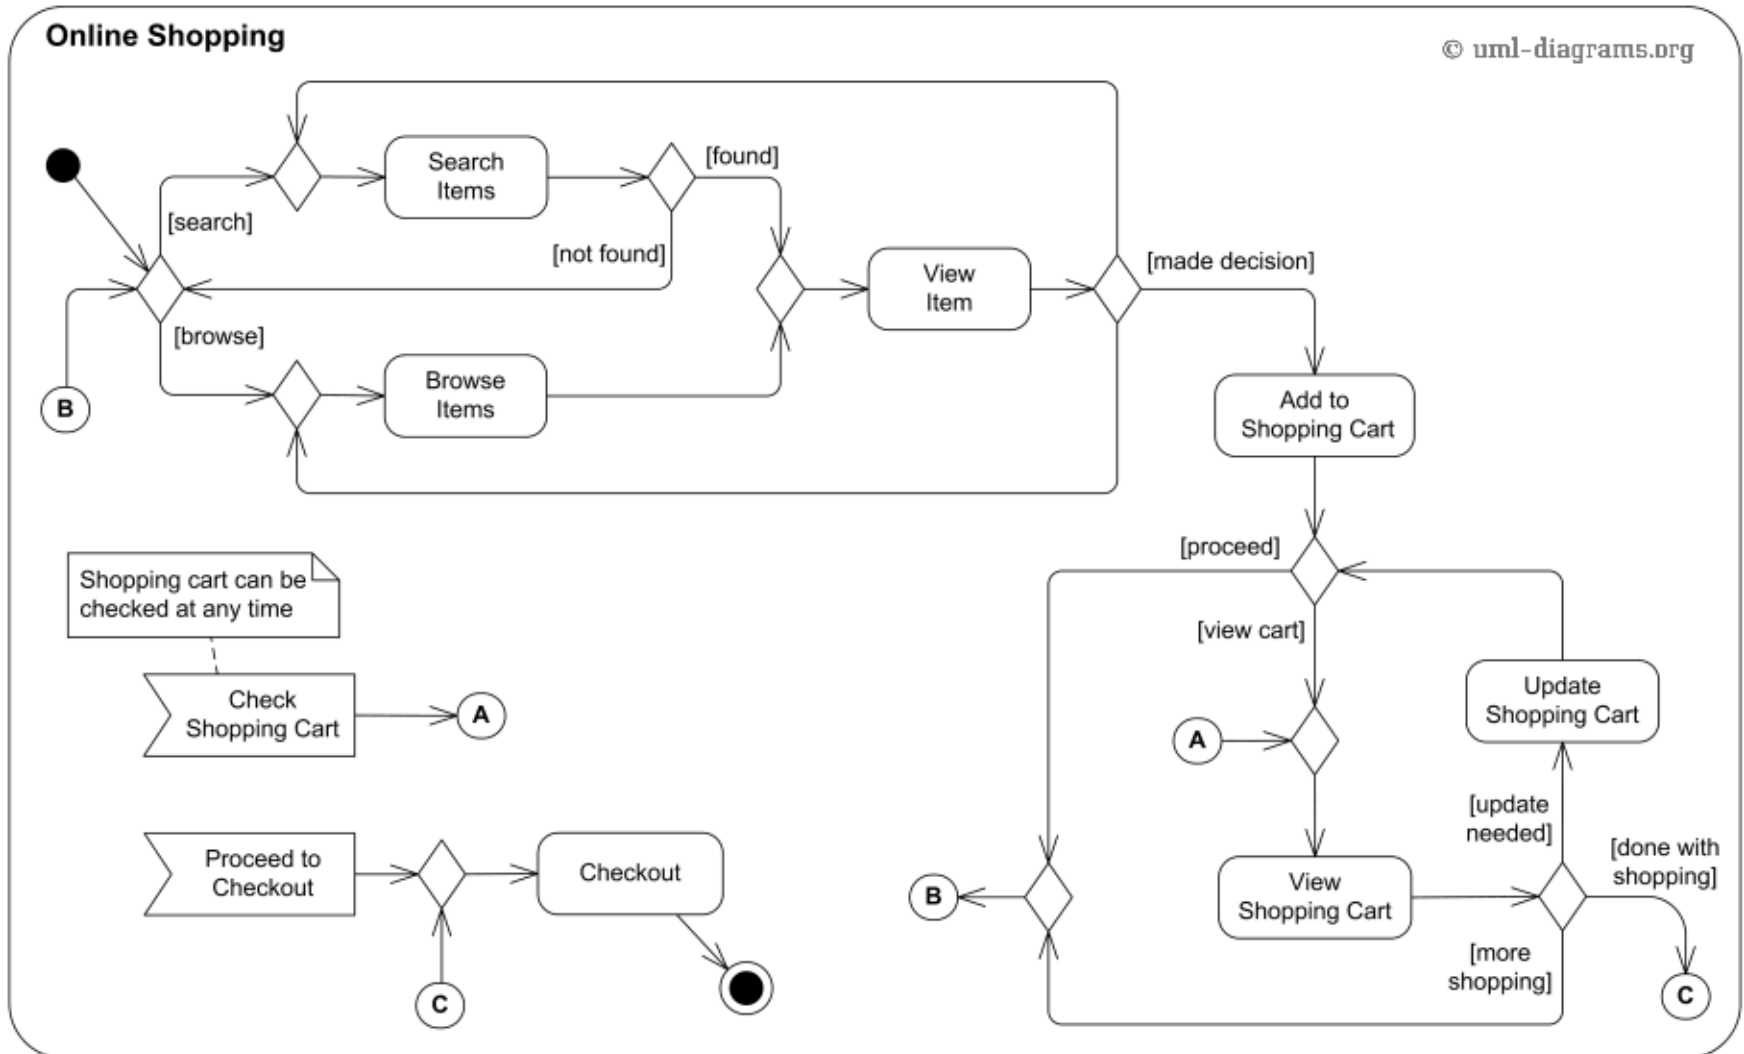 Online Shopping
© uml-diagrams.org
Search
Items
[found]
[search]
[not found]
View
Item
[made decision]
[browse]
Browse
Items
B
Add to
Shopping Cart
[proceed]
Shopping cart can be
checked at any time
[view cart]
Check
Shopping Cart
A
A
Update
Shopping Cart
[update
needed]
[done with
shopping]
Proceed to
Checkout
Checkout
B
View
Shopping Cart
[more
shopping]
C
C